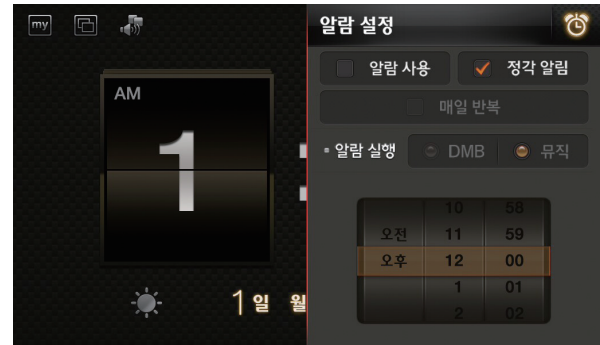 my
AM
1
1일 월
알람 설정
알람 사용
정각 알림
매일 반복
알람 실행 DMB 뮤직
10 58
오전 11 59
오후 12 00
1 01
2 02